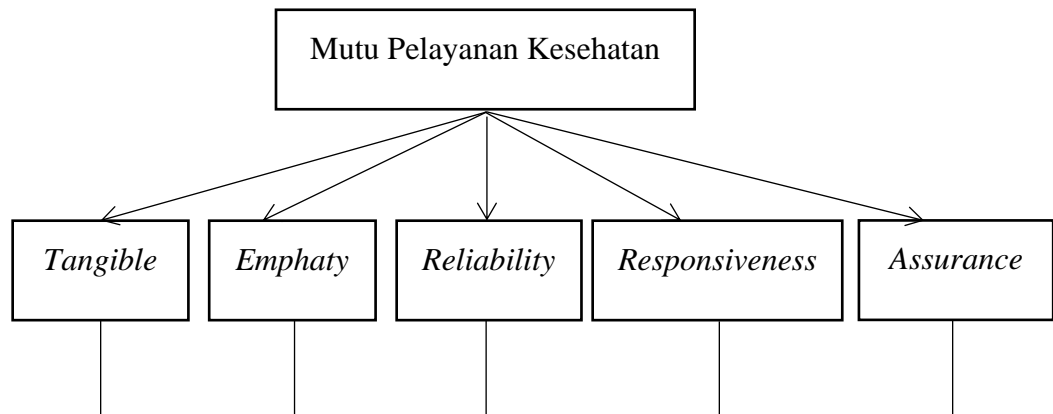 Mutu Pelayanan Kesehatan
Tangible
Emphaty
Reliability
Responsiveness
Assurance